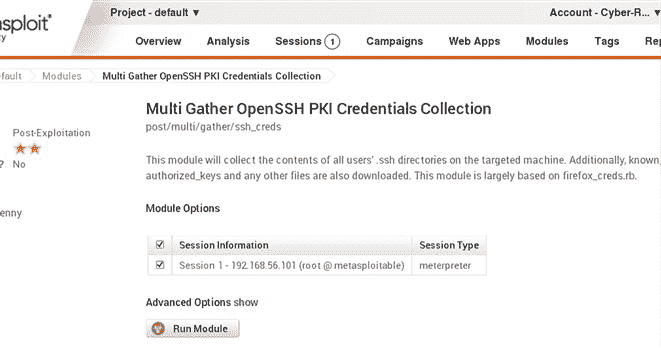 asploit®
ty
Project - default ▼
Account - Cyber-R... ▼
Overview
Analysis
Sessions 1
Campaigns
Web Apps
Modules
Tags
Rep
efault
Modules
Multi Gather OpenSSH PKI Credentials Collection
Multi Gather OpenSSH PKI Credentials Collection
post/multi/gather/ssh_creds
Post-Exploitation
? No
enny
This module will collect the contents of all users' .ssh directories on the targeted machine. Additionally, known_
authorized_keys and any other files are also downloaded. This module is largely based on firefox_creds.rb.
Module Options
Session Information
Session Type
Session 1 - 192.168.56.101 (root @ metasploitable)
meterpreter
Advanced Options show
Run Module